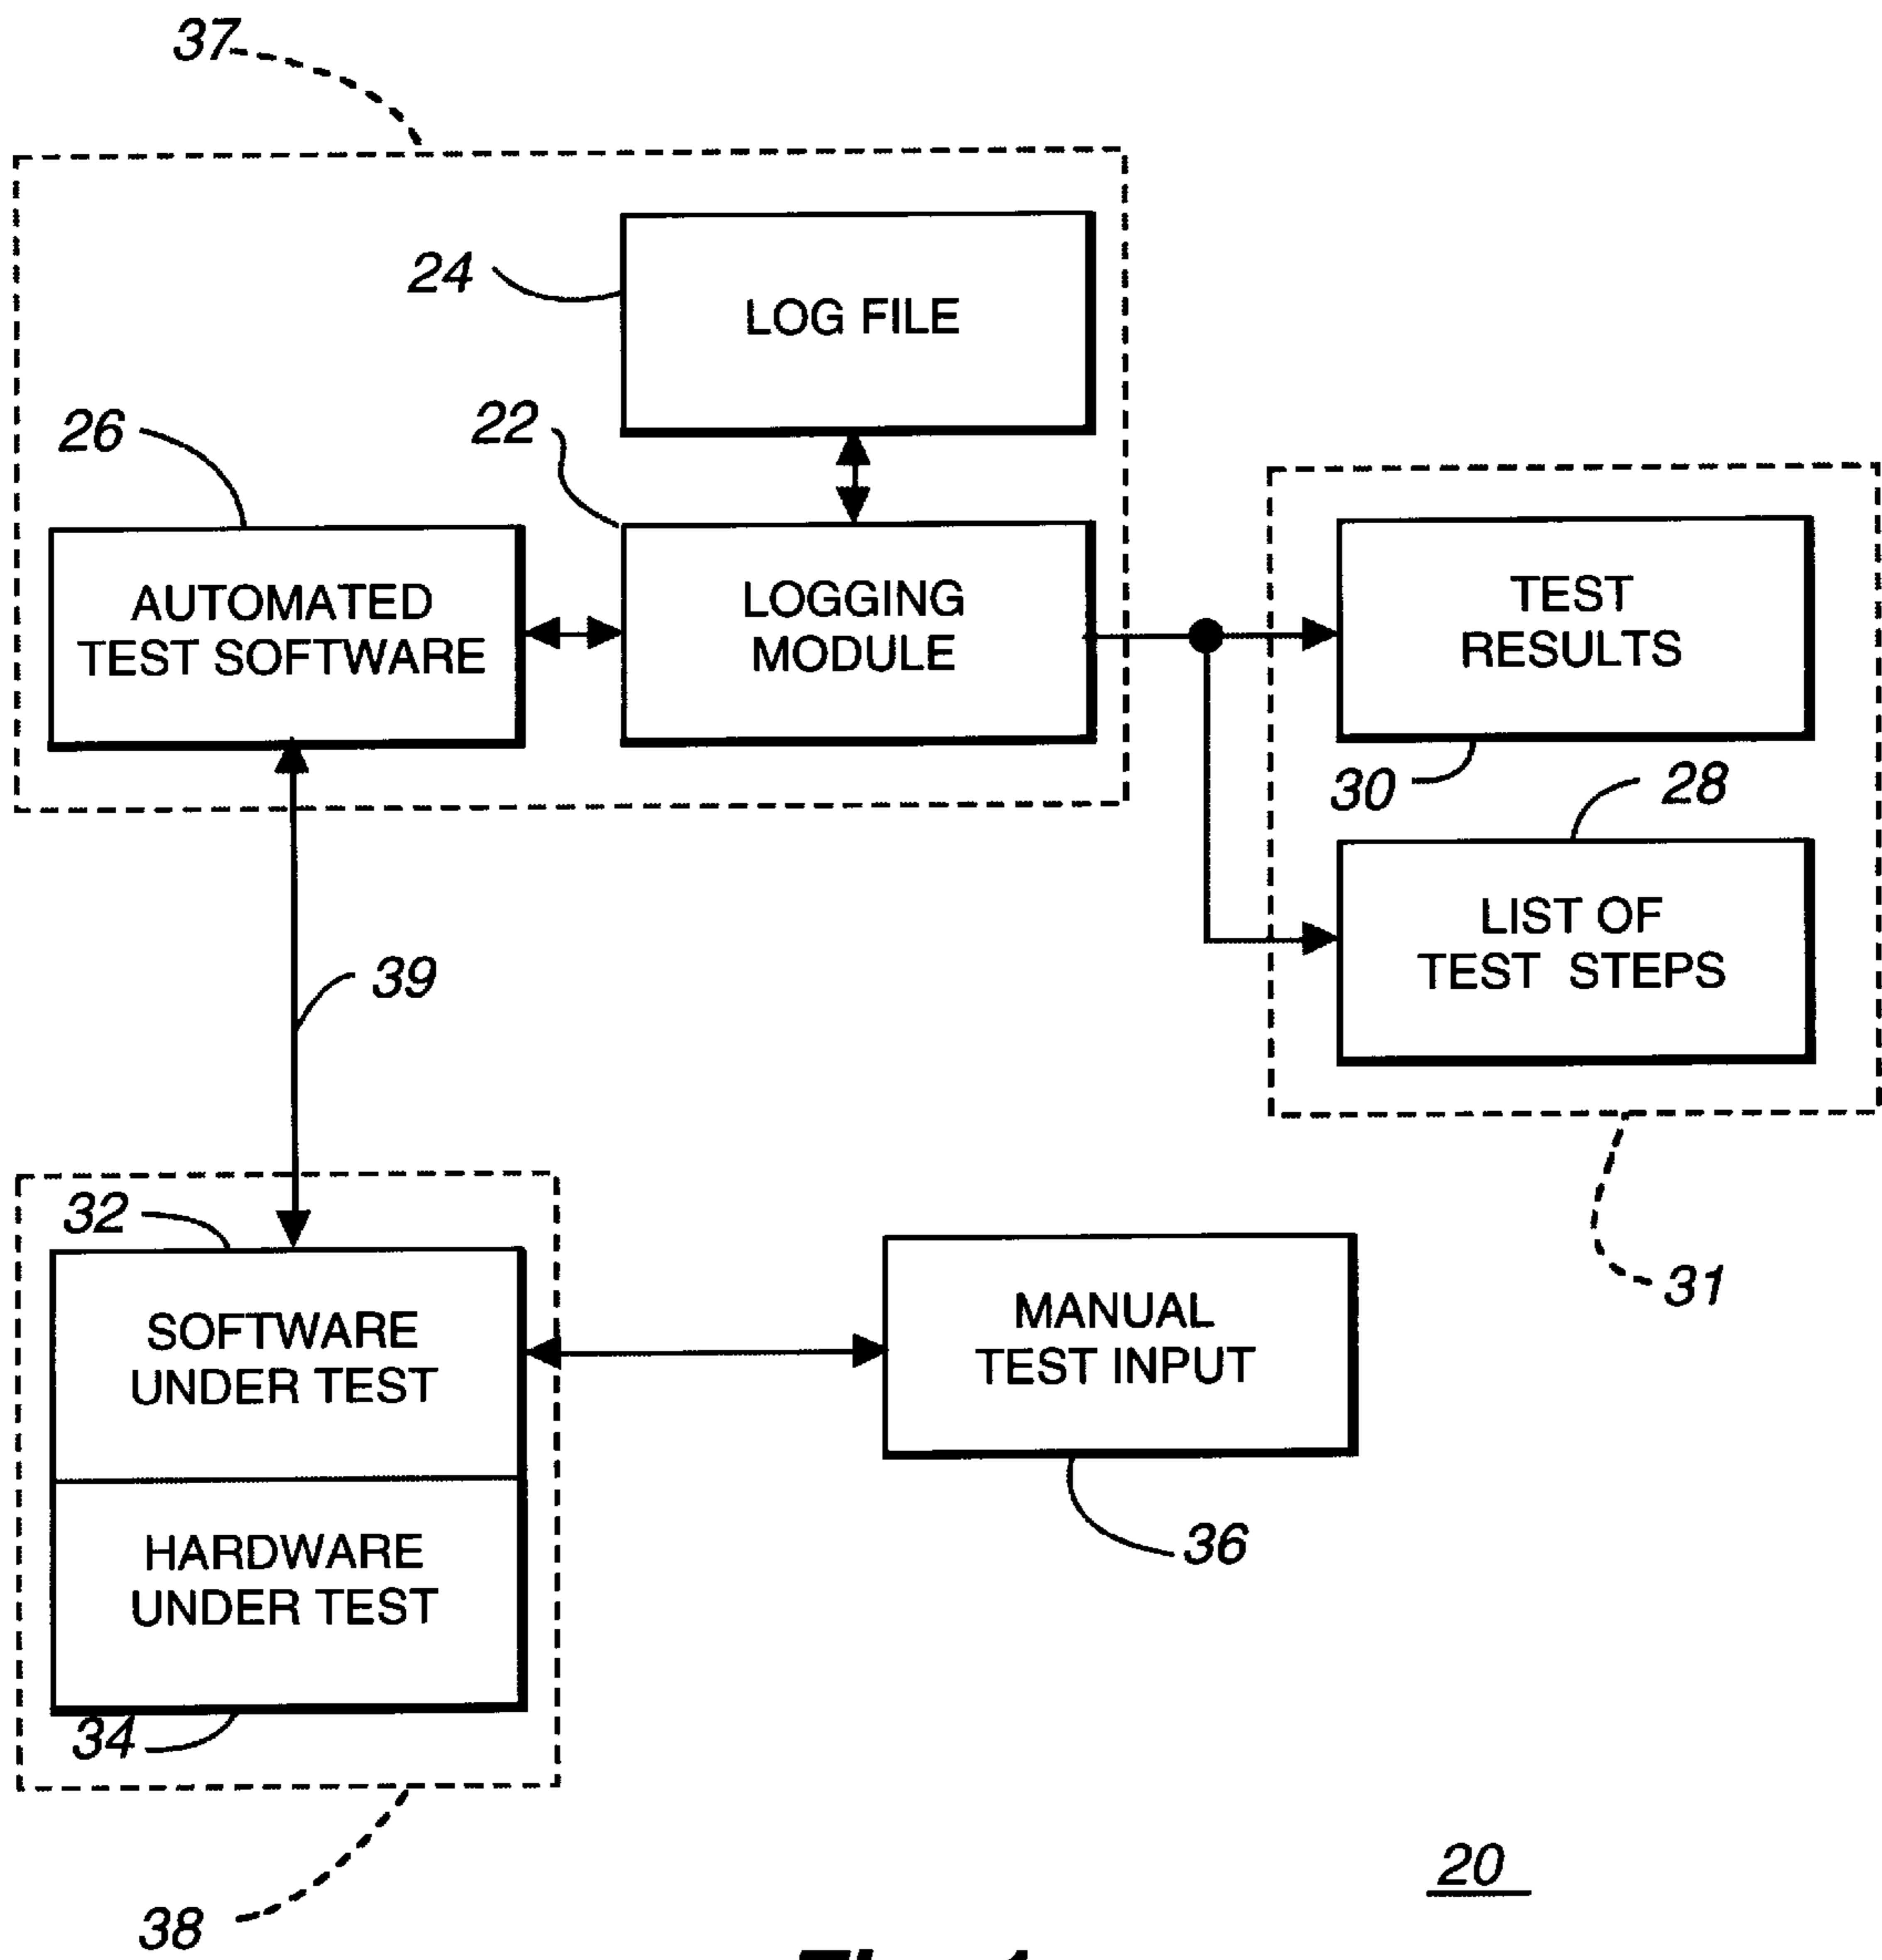 37
24
LOG FILE
26
22
AUTOMATED
TEST SOFTWARE
LOGGING
MODULE
TEST
RESULTS
30
28
LIST OF
TEST STEPS
39
32
SOFTWARE
UNDER TEST
MANUAL
TEST INPUT
31
HARDWARE
UNDER TEST
36
34
20
38